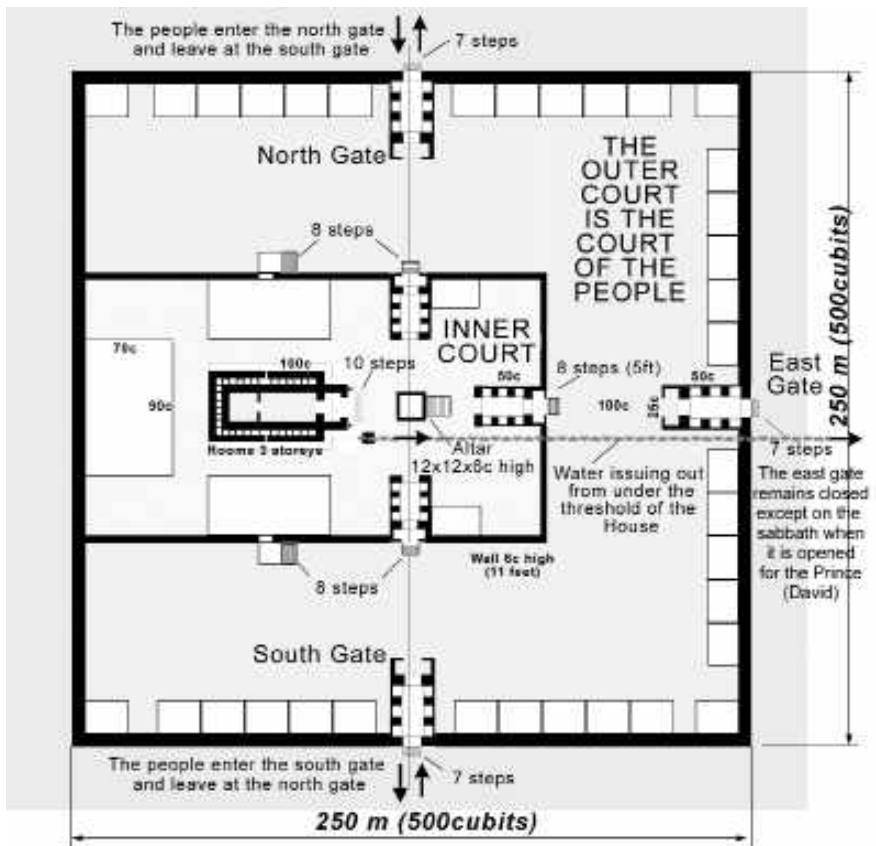 The people enter the north gate
and leave at the south gate
7 steps
North Gate
THE
OUTER
COURT
IS THE
COURT
OF THE
PEOPLE
8 steps
250 m (500cubits)
INNER
COURT
70c
100c
10 steps
50c
8 steps (5ft)
50c
East
Gate
90c
100c
25c
Rooms 3 storeys
Altar
12x12x6c high
7 steps
Water issuing out
from under the
threshold of the
House
The east gate
remains closed
except on the
sabbath when
it is opened
for the Prince
(David)
Wall 6c high
(11 feet)
8 steps
South Gate
The people enter the south gate
and leave at the north gate
7 steps
250 m (500cubits)